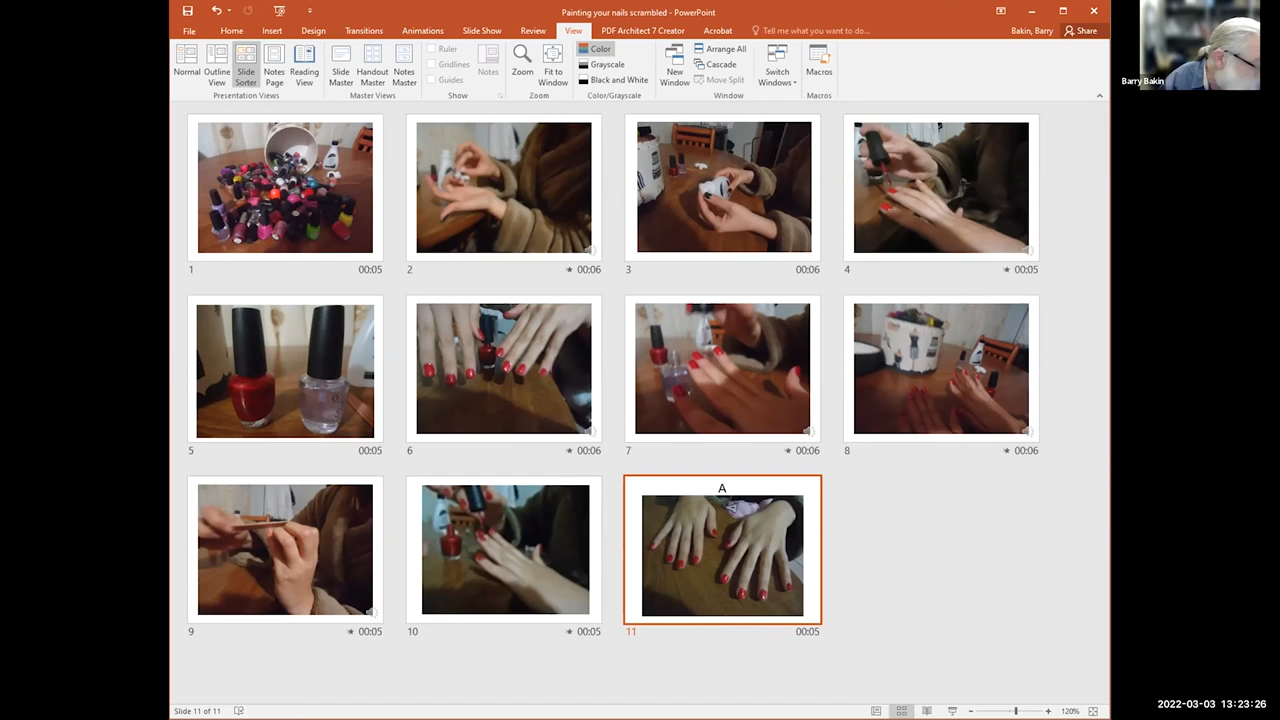 Painting your nails scrambled - PowerPoint
File Home Insert Design Transitions Animations Slide Show Review View PDF Architect 7 Creator Acrobat Tell me what you want to do... Bakin, Barry Share
Normal
Outline View
Slide Sorter
Notes Page
Reading View
Presentation Views
Slide Master
Handout Master
Notes Master
Master Views
Ruler
Gridlines
Guides
Notes
Show
Zoom
Fit to Window
Zoom
Color
Grayscale
Black and White
Color/Grayscale
New Window
Arrange All
Cascade
Move Split
Switch Windows
Window
Macros
Macros
Barry Bakin
1 00:05
2 00:06
3 00:06
4 00:05
5 00:05
6 00:06
7 00:06
8 00:06
9 00:05
10 00:05
A
11 00:05
Slide 11 of 11
120%
2022-03-03 13:23:26